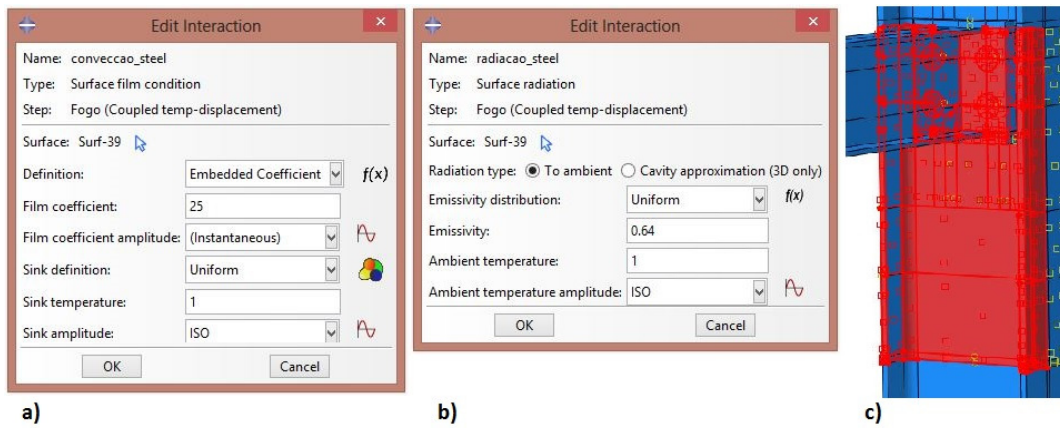 Edit Interaction
Name: conveccao_steel
Type: Surface film condition
Step: Fogo (Coupled temp-displacement)
Surface: Surf-39
Definition: Embedded Coefficient f(x)
Film coefficient: 25
Film coefficient amplitude: (Instantaneous)
Sink definition: Uniform
Sink temperature: 1
Sink amplitude: ISO
OK Cancel
a)
Edit Interaction
Name: radiacao_steel
Type: Surface radiation
Step: Fogo (Coupled temp-displacement)
Surface: Surf-39
Radiation type: To ambient Cavity approximation (3D only)
Emissivity distribution: Uniform f(x)
Emissivity: 0.64
Ambient temperature: 1
Ambient temperature amplitude: ISO
OK Cancel
b)
c)